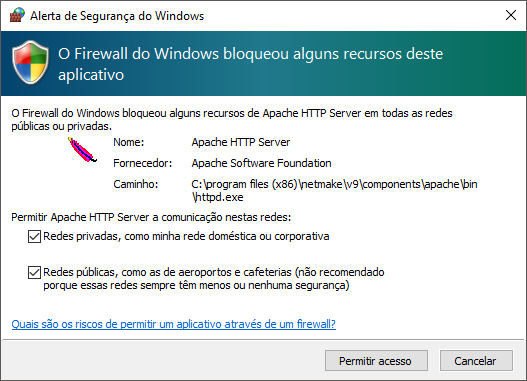 Alerta de Segurança do Windows
O Firewall do Windows bloqueou alguns recursos deste
aplicativo
O Firewall do Windows bloqueou alguns recursos de Apache HTTP Server em todas as redes
públicas ou privadas.
Nome: Apache HTTP Server
Fornecedor: Apache Software Foundation
Caminho: C:\program files (x86)\netmake\v9\components\apache\bin
\httpd.exe
Permitir Apache HTTP Server a comunicação nestas redes:
Redes privadas, como minha rede doméstica ou corporativa
Redes públicas, como as de aeroportos e cafeterias (não recomendado
porque essas redes sempre têm menos ou nenhuma segurança)
Quais são os riscos de permitir um aplicativo através de um firewall?
Permitir acesso Cancelar